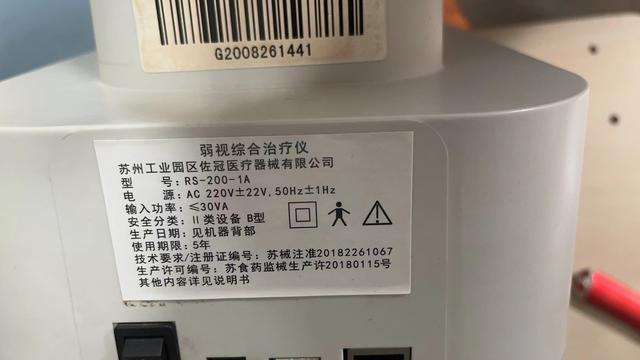 G2008261441
弱视综合治疗仪
苏州工业园区佐冠医疗器械有限公司
型 号:RS-200-1A
电 源:AC 220V±22V,50Hz±1Hz
输入功率:≤30VA
安全分类:II类设备 B型
生产日期:见机器背部
使用期限:5年
技术要求/注册证编号:苏械注准20182261067
生产许可编号:苏食药监械生产许20180115号
其他内容详见说明书